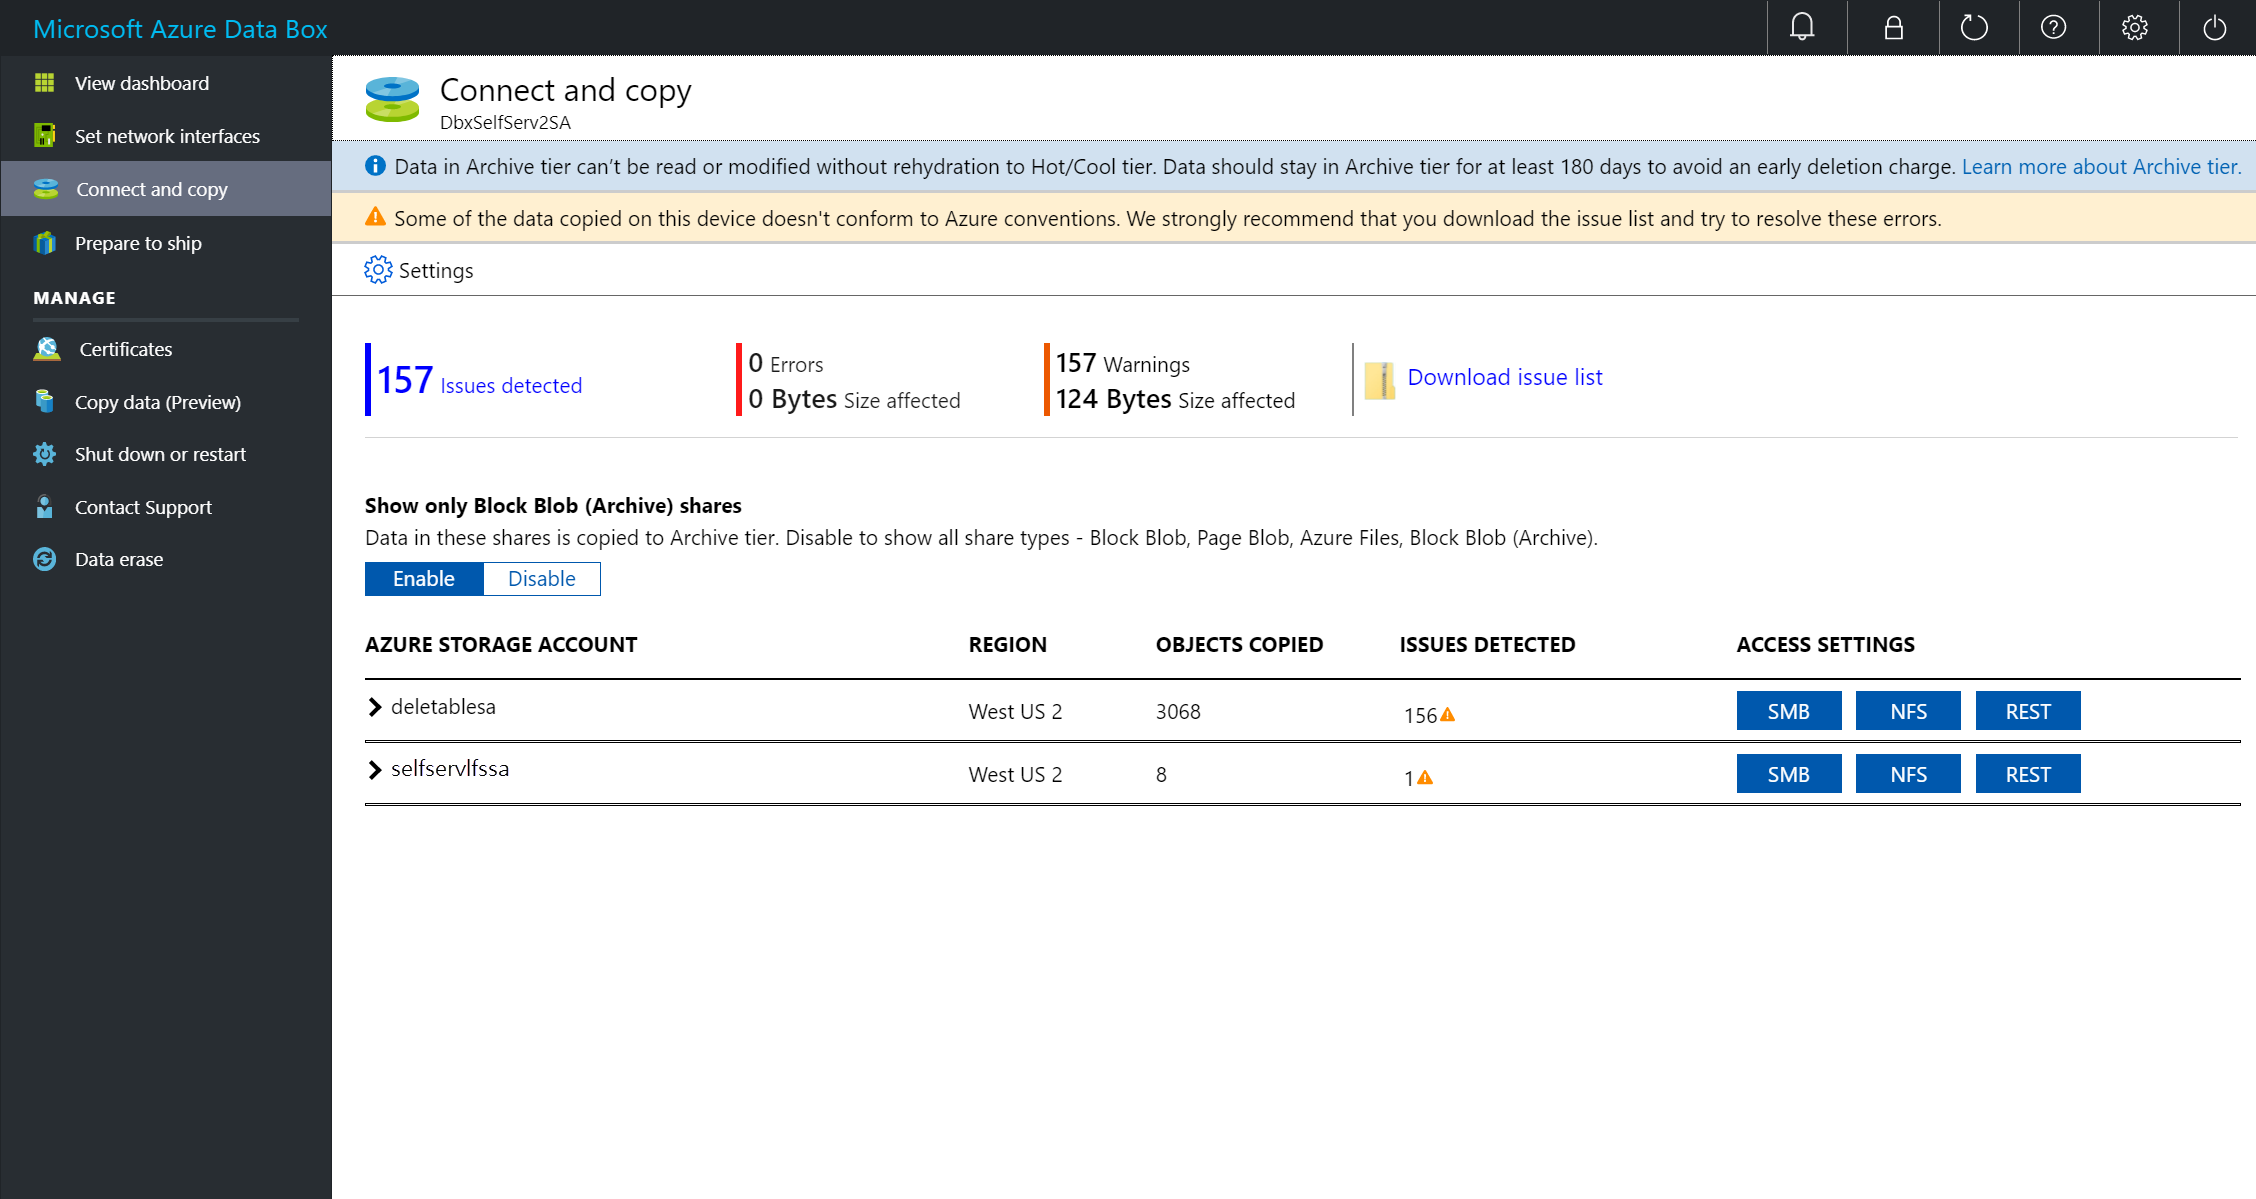 Microsoft Azure Data Box
View dashboard
Set network interfaces
Connect and copy
Prepare to ship
MANAGE
Certificates
Copy data (Preview)
Shut down or restart
Contact Support
Data erase
Connect and copy
DbxSelfServ2SA
Data in Archive tier can’t be read or modified without rehydration to Hot/Cool tier. Data should stay in Archive tier for at least 180 days to avoid an early deletion charge. Learn more about Archive tier.
Some of the data copied on this device doesn't conform to Azure conventions. We strongly recommend that you download the issue list and try to resolve these errors.
Settings
157 Issues detected
0 Errors
0 Bytes Size affected
157 Warnings
124 Bytes Size affected
Download issue list
Show only Block Blob (Archive) shares
Data in these shares is copied to Archive tier. Disable to show all share types - Block Blob, Page Blob, Azure Files, Block Blob (Archive).
Enable Disable
AZURE STORAGE ACCOUNT REGION OBJECTS COPIED ISSUES DETECTED ACCESS SETTINGS
deletablesa West US 2 3068 156 SMB NFS REST
selfservlfssa West US 2 8 1 SMB NFS REST